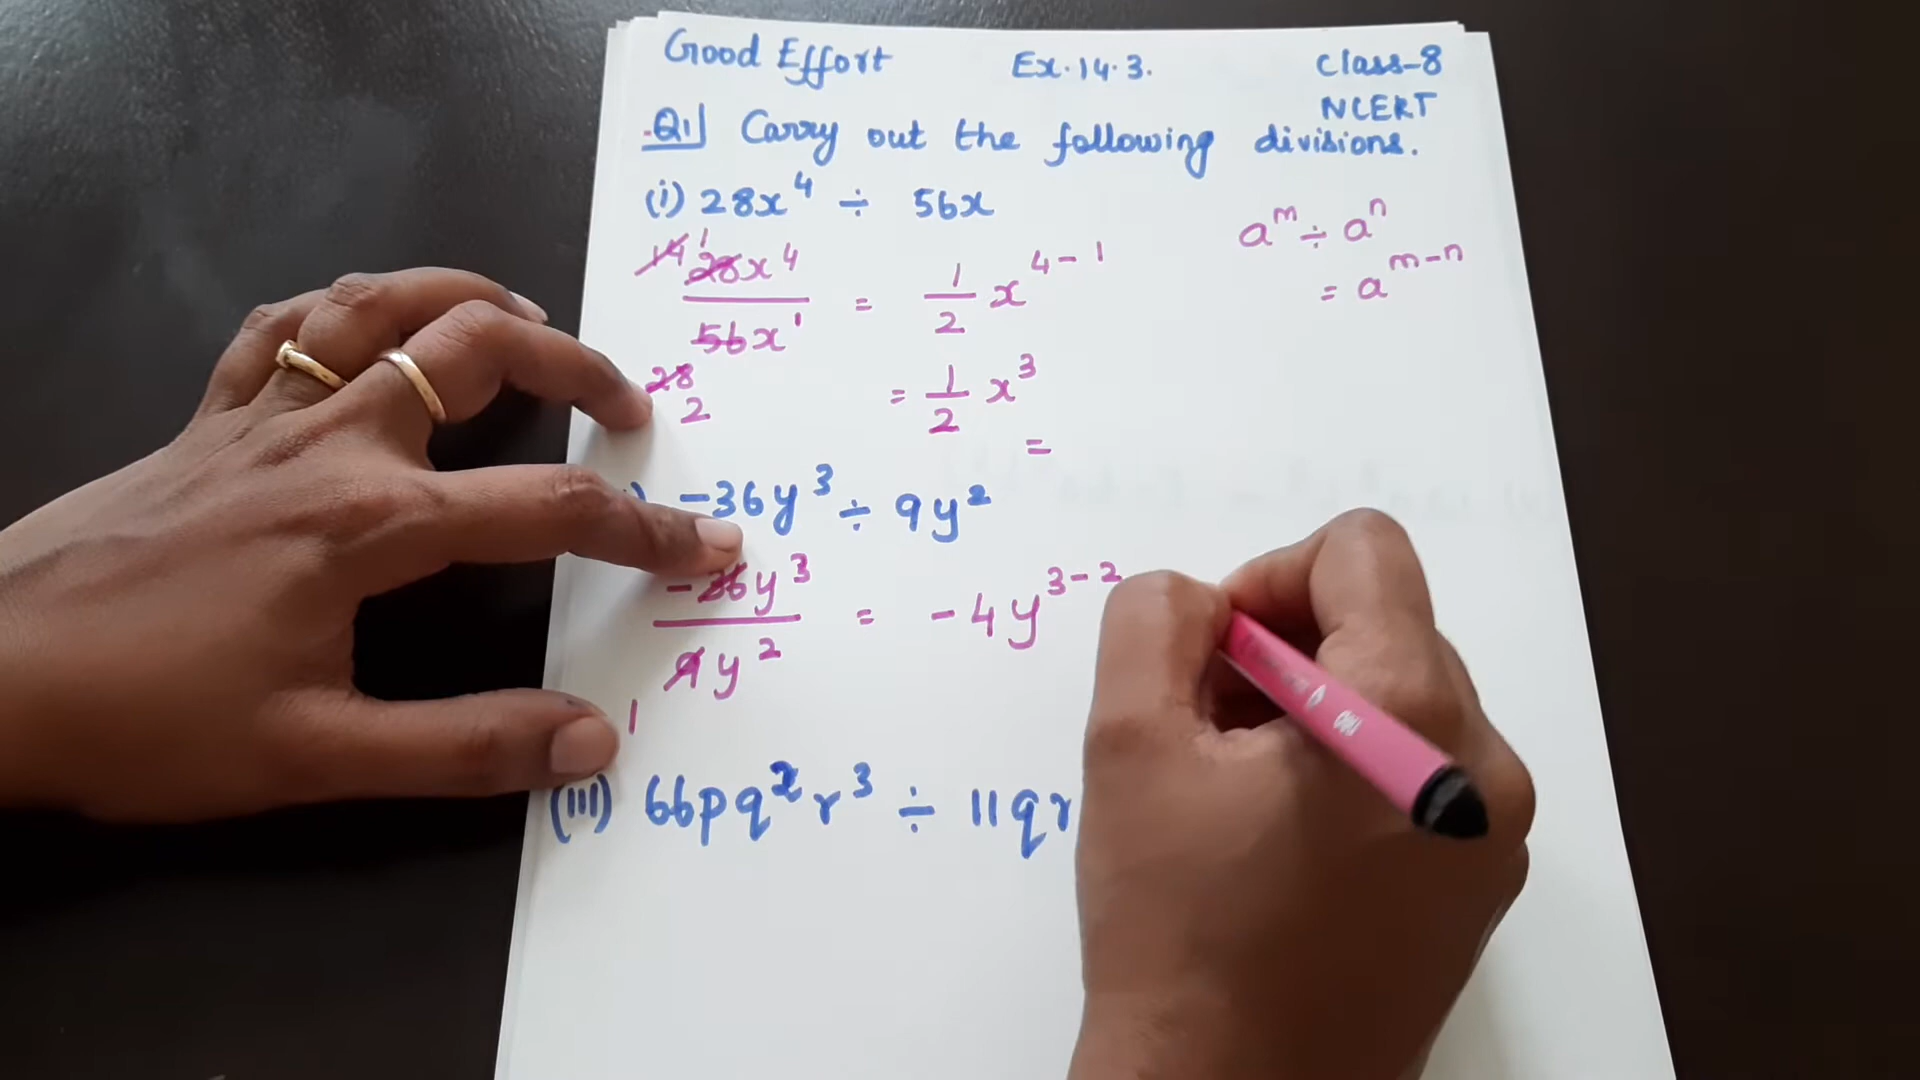 Good Effort Ex.14.3. Class-8
NCERT
Q1] Carry out the following divisions.
(i) 28x⁴ ÷ 56x
aᵐ ÷ aⁿ
= aᵐ⁻ⁿ
14 1
28x⁴ / 56x¹ = 1/2 x⁴⁻¹
28
2
= 1/2 x³
=
) -36y³ ÷ 9y²
-36y³ / 9y² = -4y³⁻²
1
(iii) 66pq²r³ ÷ 11qr